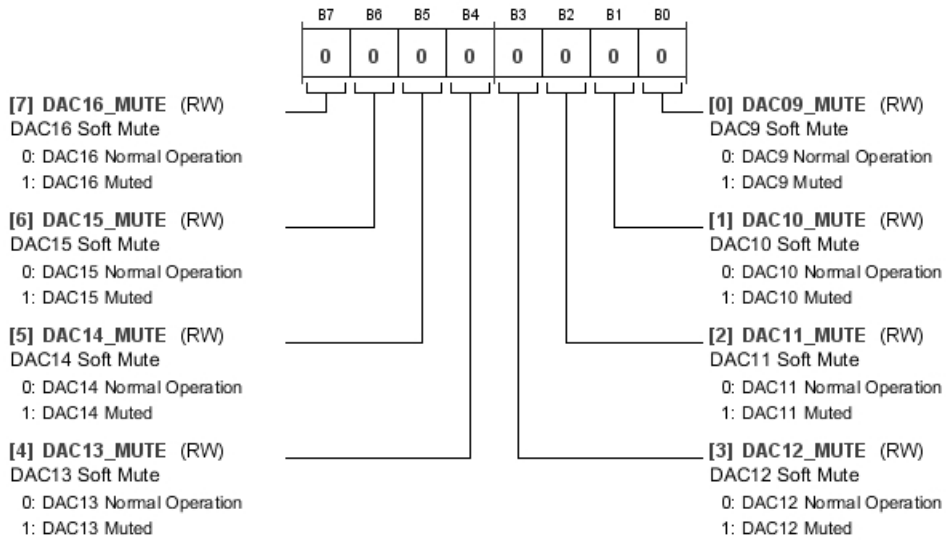 B7 B6 B5 B4 B3 B2 B1 B0
0 0 0 0 0 0 0 0
[7] DAC16_MUTE (RW)
DAC16 Soft Mute
0: DAC16 Normal Operation
1: DAC16 Muted
[6] DAC15_MUTE (RW)
DAC15 Soft Mute
0: DAC15 Normal Operation
1: DAC15 Muted
[5] DAC14_MUTE (RW)
DAC14 Soft Mute
0: DAC14 Normal Operation
1: DAC14 Muted
[4] DAC13_MUTE (RW)
DAC13 Soft Mute
0: DAC13 Normal Operation
1: DAC13 Muted
[0] DAC09_MUTE (RW)
DAC9 Soft Mute
0: DAC9 Normal Operation
1: DAC9 Muted
[1] DAC10_MUTE (RW)
DAC10 Soft Mute
0: DAC10 Normal Operation
1: DAC10 Muted
[2] DAC11_MUTE (RW)
DAC11 Soft Mute
0: DAC11 Normal Operation
1: DAC11 Muted
[3] DAC12_MUTE (RW)
DAC12 Soft Mute
0: DAC12 Normal Operation
1: DAC12 Muted